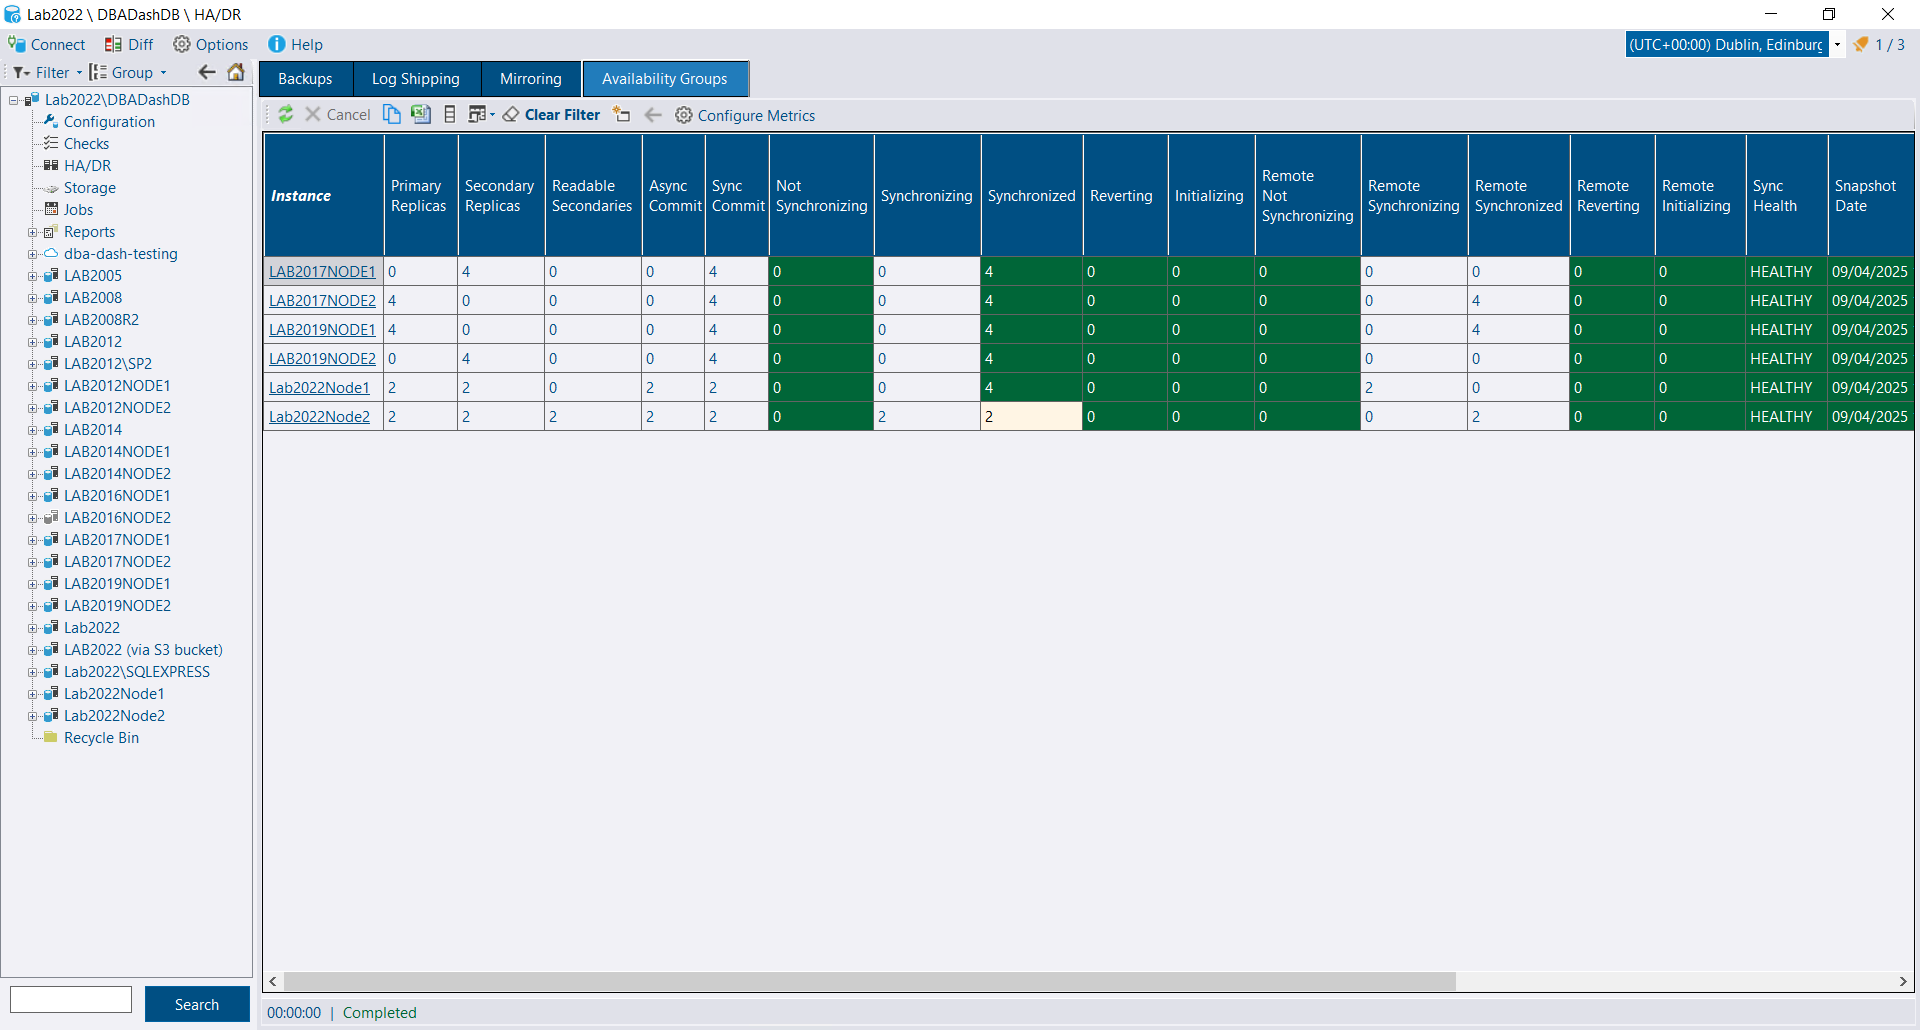 Lab2022 \ DBADashDB \ HA/DR
Connect Diff Options Help
(UTC+00:00) Dublin, Edinburg 1 / 3
Filter Group
Backups Log Shipping Mirroring Availability Groups
Cancel Clear Filter Configure Metrics
Lab2022\DBADashDB
Configuration
Checks
HA/DR
Storage
Jobs
Reports
dba-dash-testing
LAB2005
LAB2008
LAB2008R2
LAB2012
LAB2012\SP2
LAB2012NODE1
LAB2012NODE2
LAB2014
LAB2014NODE1
LAB2014NODE2
LAB2016NODE1
LAB2016NODE2
LAB2017NODE1
LAB2017NODE2
LAB2019NODE1
LAB2019NODE2
Lab2022
LAB2022 (via S3 bucket)
Lab2022\SQLEXPRESS
Lab2022Node1
Lab2022Node2
Recycle Bin
Search
Instance Primary Replicas Secondary Replicas Readable Secondaries Async Commit Sync Commit Not Synchronizing Synchronizing Synchronized Reverting Initializing Remote Not Synchronizing Remote Synchronizing Remote Synchronized Remote Reverting Remote Initializing Sync Health Snapshot Date
LAB2017NODE1 0 4 0 0 4 0 0 4 0 0 0 0 0 0 0 HEALTHY 09/04/2025
LAB2017NODE2 4 0 0 0 4 0 0 4 0 0 0 0 4 0 0 HEALTHY 09/04/2025
LAB2019NODE1 4 0 0 0 4 0 0 4 0 0 0 0 4 0 0 HEALTHY 09/04/2025
LAB2019NODE2 0 4 0 0 4 0 0 4 0 0 0 0 0 0 0 HEALTHY 09/04/2025
Lab2022Node1 2 2 0 2 2 0 0 4 0 0 0 2 0 0 0 HEALTHY 09/04/2025
Lab2022Node2 2 2 2 2 2 0 2 2 0 0 0 0 2 0 0 HEALTHY 09/04/2025
00:00:00 | Completed